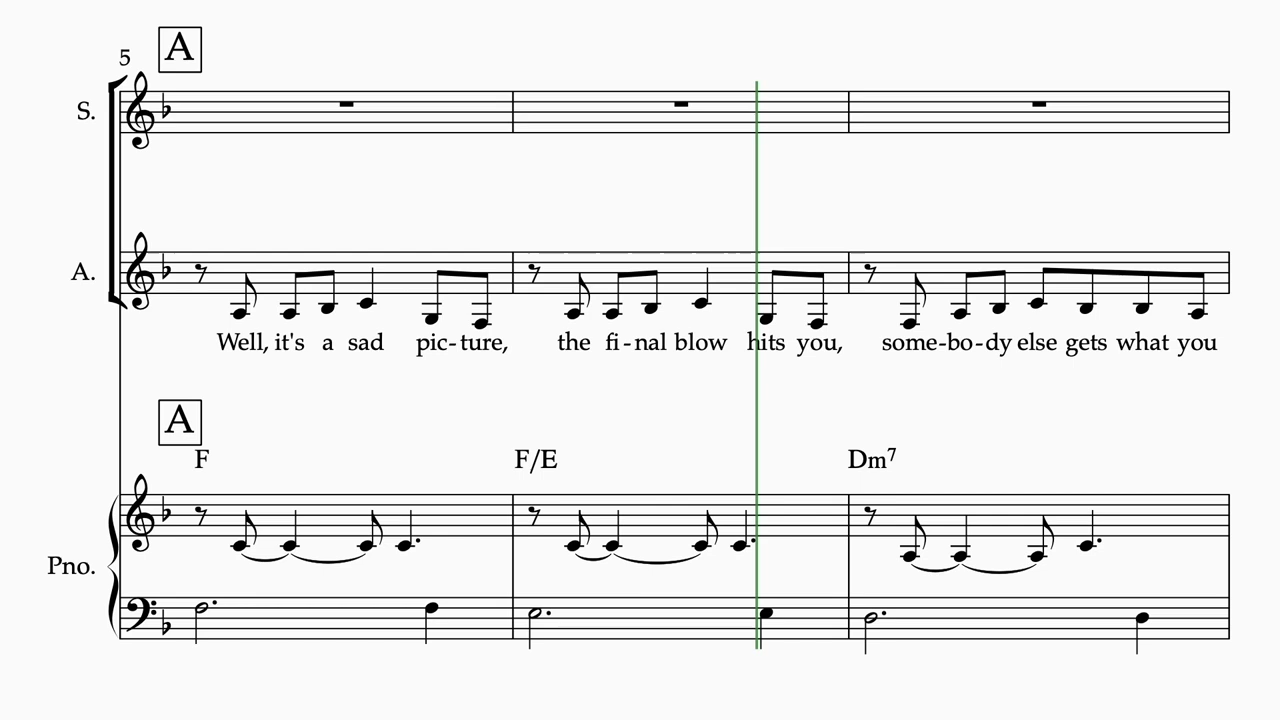 A
5
S.
A.
Well, it's a sad pic-ture, the fi-nal blow hits you, some-bo-dy else gets what you
A
F F/E Dm7
Pno.